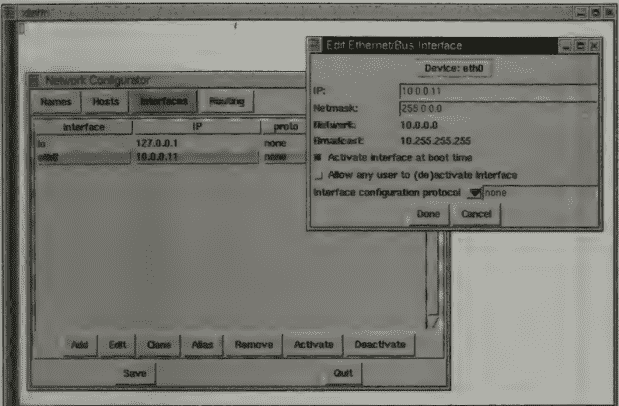 xterm
Edit Ethernet/Bus Interface
Device: eth0
IP: 10.0.0.11
Netmask: 255.0.0.0
Network: 10.0.0.0
Broadcast: 10.255.255.255
Activate interface at boot time
Allow any user to (de)activate interface
Interface configuration protocol none
Done Cancel
Network Configurator
Names Hosts Interfaces Routing
interface IP proto
lo 127.0.0.1 none
eth0 10.0.0.11 none
Add Edit Clone Alias Remove Activate Deactivate
Save Quit